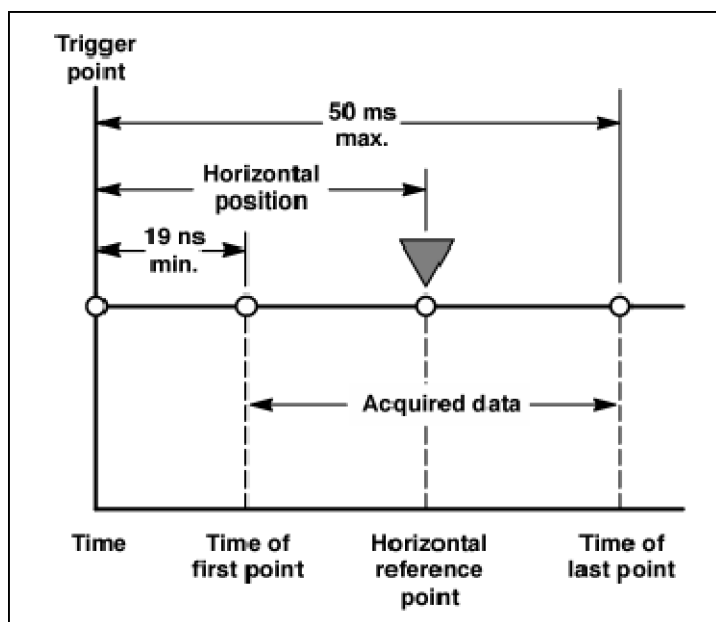 Trigger
point
50 ms
max.
Horizontal
position
19 ns
min.
Acquired data
Time
Time of
first point
Horizontal
reference
point
Time of
last point